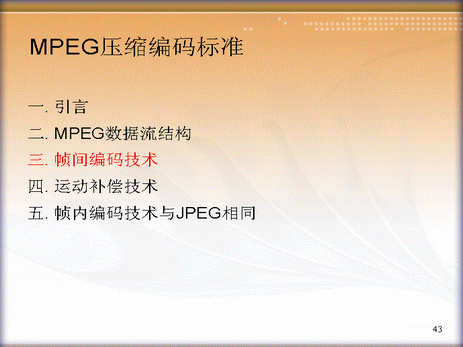 MPEG压缩编码标准
一. 引言
二. MPEG数据流结构
三. 帧间编码技术
四. 运动补偿技术
五. 帧内编码技术与JPEG相同
43